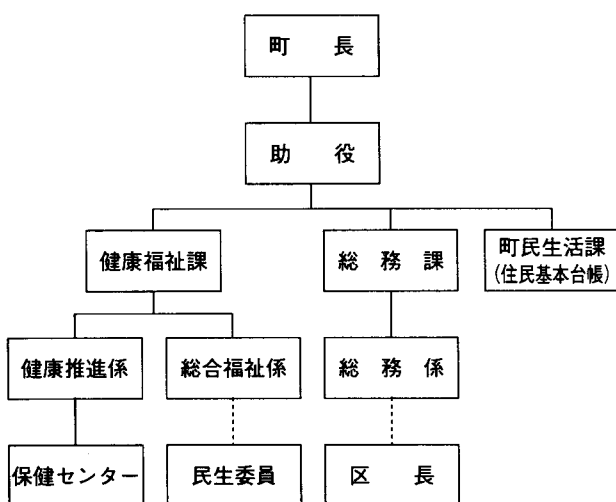 町　長
助　役
健康福祉課
総　務　課
町民生活課
(住民基本台帳)
健康推進係
総合福祉係
総　務　係
保健センター
民生委員
区　長